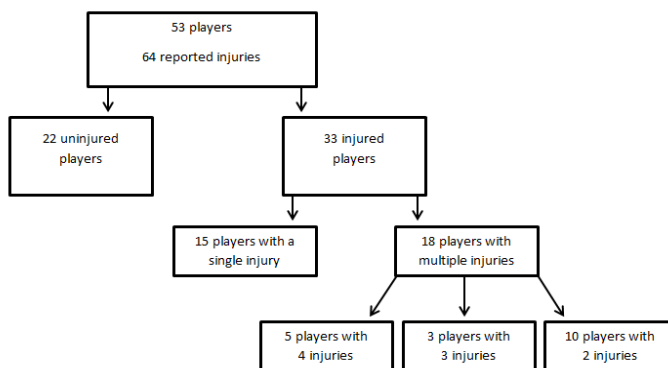 53 players
64 reported injuries
22 uninjured
players
33 injured
players
15 players with a
single injury
18 players with
multiple injuries
5 players with
4 injuries
3 players with
3 injuries
10 players with
2 injuries